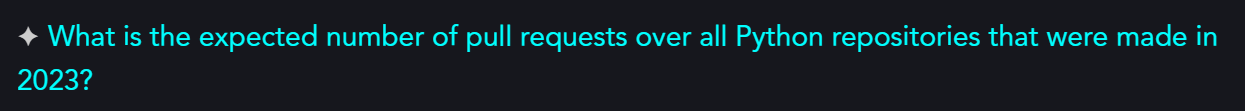 ✦ What is the expected number of pull requests over all Python repositories that were made in
2023?